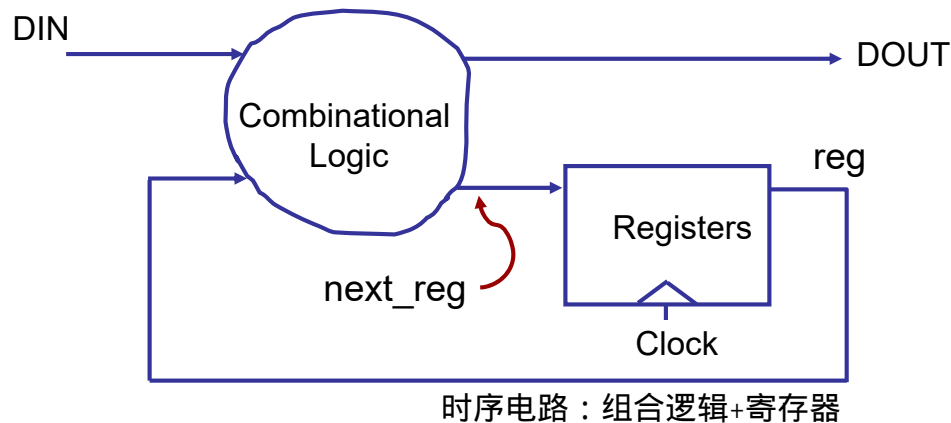 DIN
DOUT
Combinational
Logic
reg
Registers
next_reg
Clock
时序电路：组合逻辑+寄存器